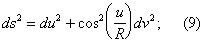 ds² = du² + cos²(u/R)dv²; (9)